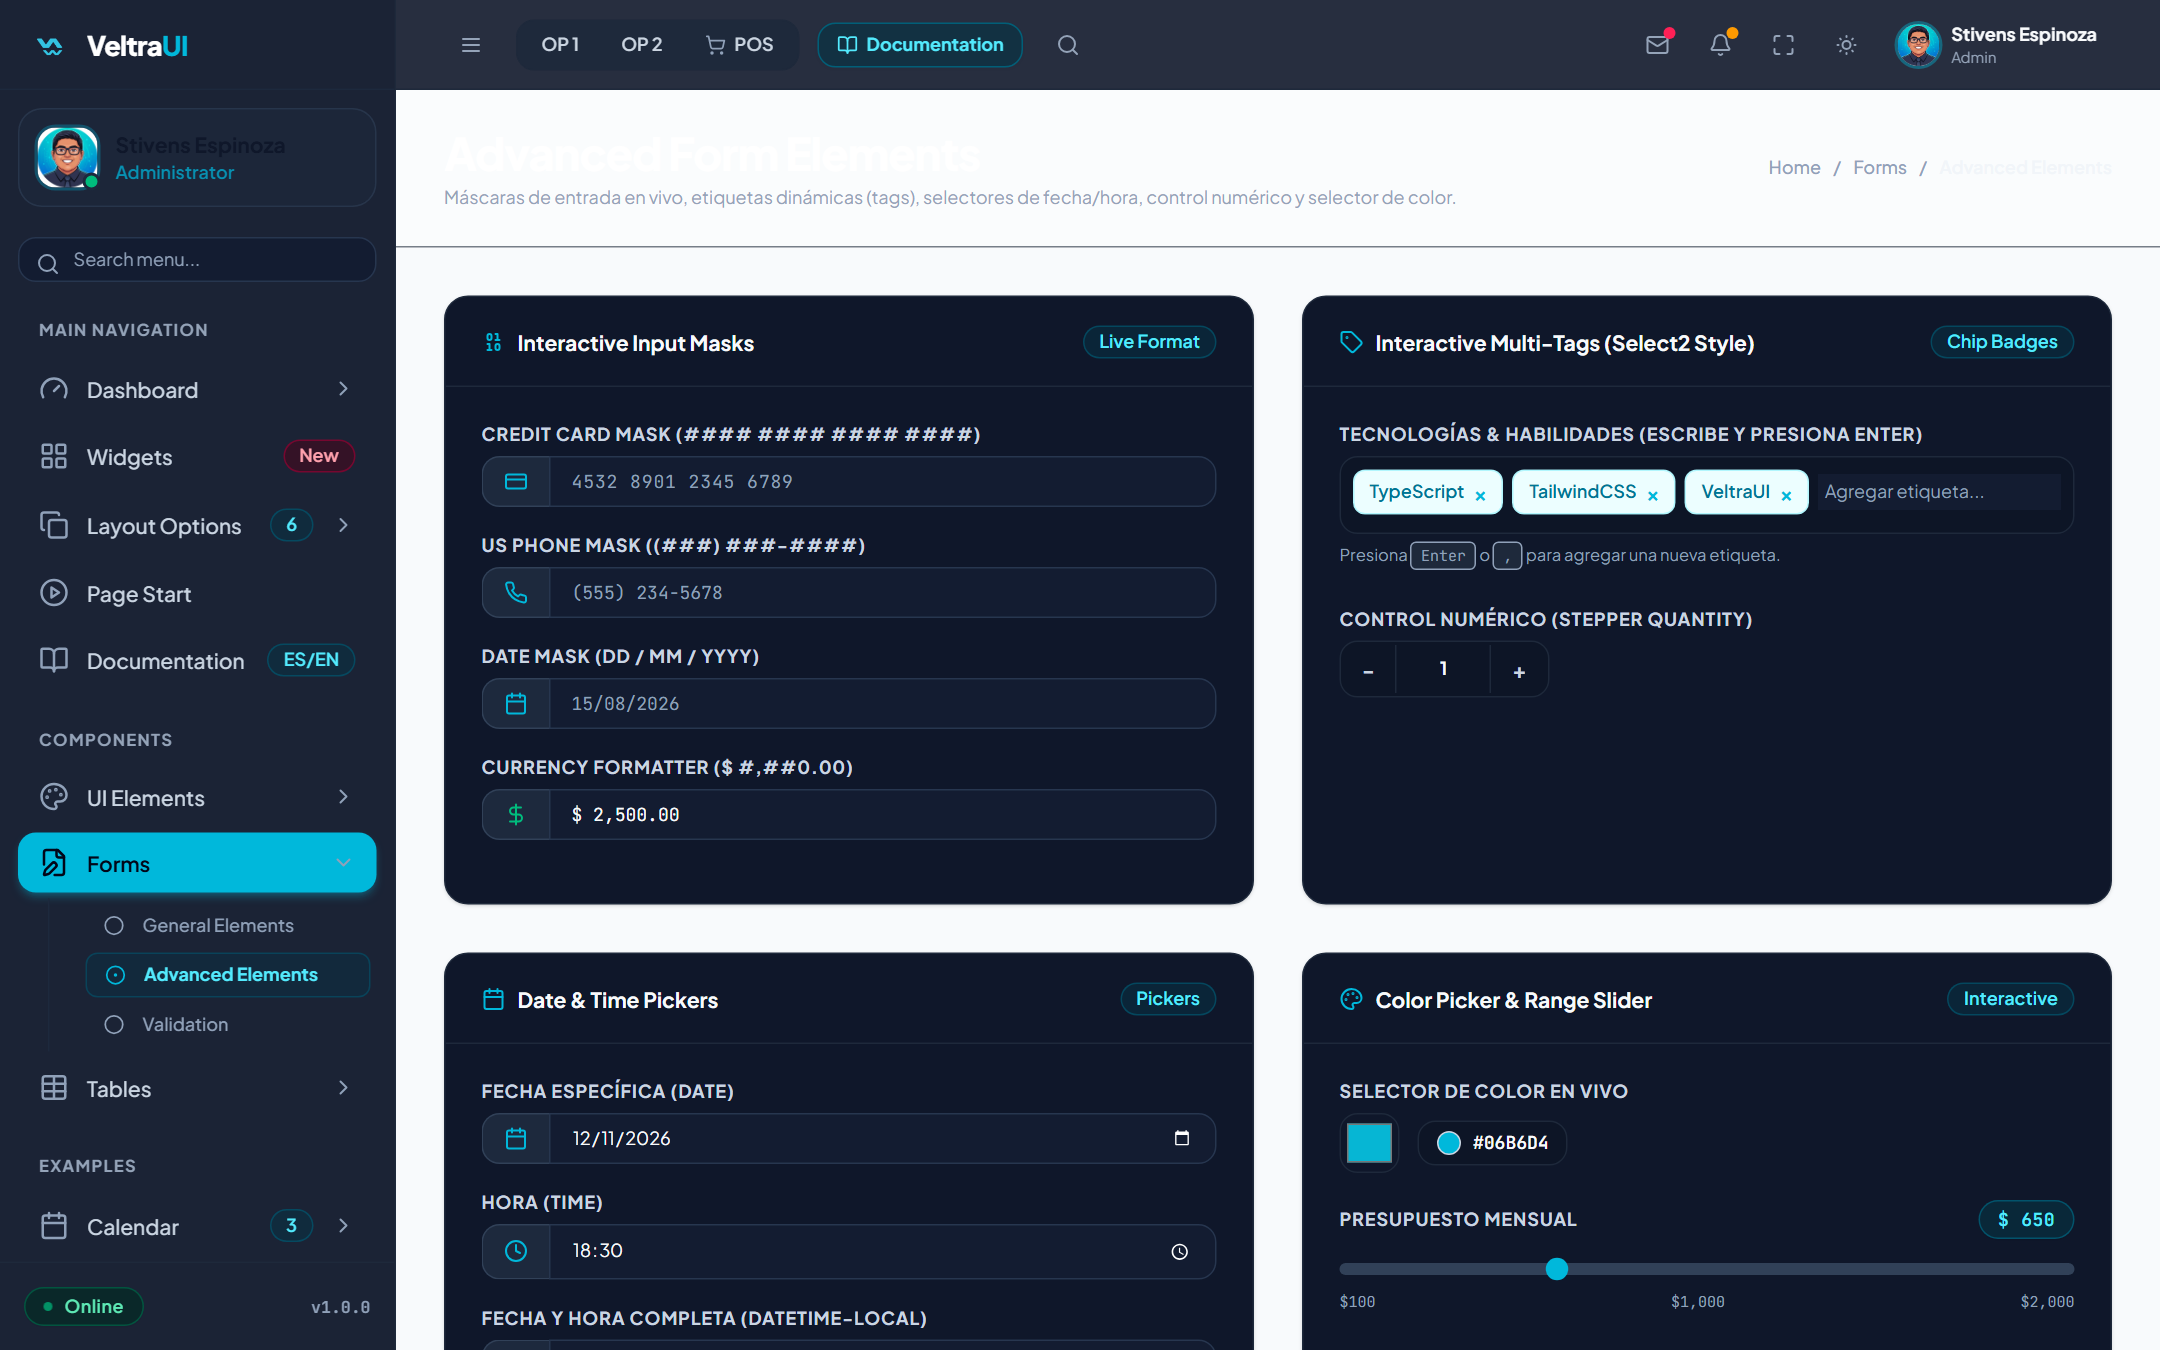 VeltraUI
OP 1
OP 2
POS
Documentation
Stivens Espinoza
Admin
Stivens Espinoza
Administrator
Search menu...
MAIN NAVIGATION
Dashboard
Widgets
New
Layout Options
6
Page Start
Documentation
ES/EN
COMPONENTS
UI Elements
Forms
General Elements
Advanced Elements
Validation
Tables
EXAMPLES
Calendar
3
Online
v1.0.0
Advanced Form Elements
Máscaras de entrada en vivo, etiquetas dinámicas (tags), selectores de fecha/hora, control numérico y selector de color.
Home / Forms / Advanced Elements
Interactive Input Masks
Live Format
CREDIT CARD MASK (#### #### #### ####)
4532 8901 2345 6789
US PHONE MASK ((###) ###-####)
(555) 234-5678
DATE MASK (DD / MM / YYYY)
15/08/2026
CURRENCY FORMATTER ($ #,##0.00)
$ 2,500.00
Interactive Multi-Tags (Select2 Style)
Chip Badges
TECNOLOGÍAS & HABILIDADES (ESCRIBE Y PRESIONA ENTER)
TypeScript × TailwindCSS × VeltraUI × Agregar etiqueta...
Presiona Enter o , para agregar una nueva etiqueta.
CONTROL NUMÉRICO (STEPPER QUANTITY)
- 1 +
Date & Time Pickers
Pickers
FECHA ESPECÍFICA (DATE)
12/11/2026
HORA (TIME)
18:30
FECHA Y HORA COMPLETA (DATETIME-LOCAL)
Color Picker & Range Slider
Interactive
SELECTOR DE COLOR EN VIVO
#06B6D4
PRESUPUESTO MENSUAL
$ 650
$100
$1,000
$2,000